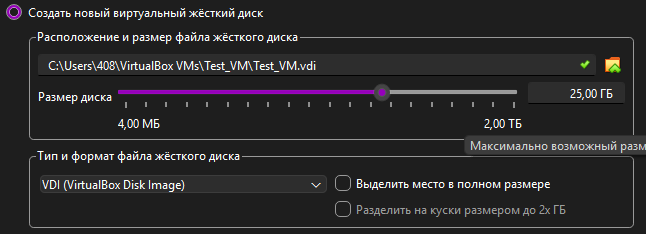 Создать новый виртуальный жёсткий диск
Расположение и размер файла жёсткого диска
C:\Users\408\VirtualBox VMs\Test_VM\Test_VM.vdi
Размер диска
25,00 ГБ
4,00 МБ
2,00 ТБ
Максимально возможный разм
Тип и формат файла жёсткого диска
VDI (VirtualBox Disk Image)
Выделить место в полном размере
Разделить на куски размером до 2х ГБ